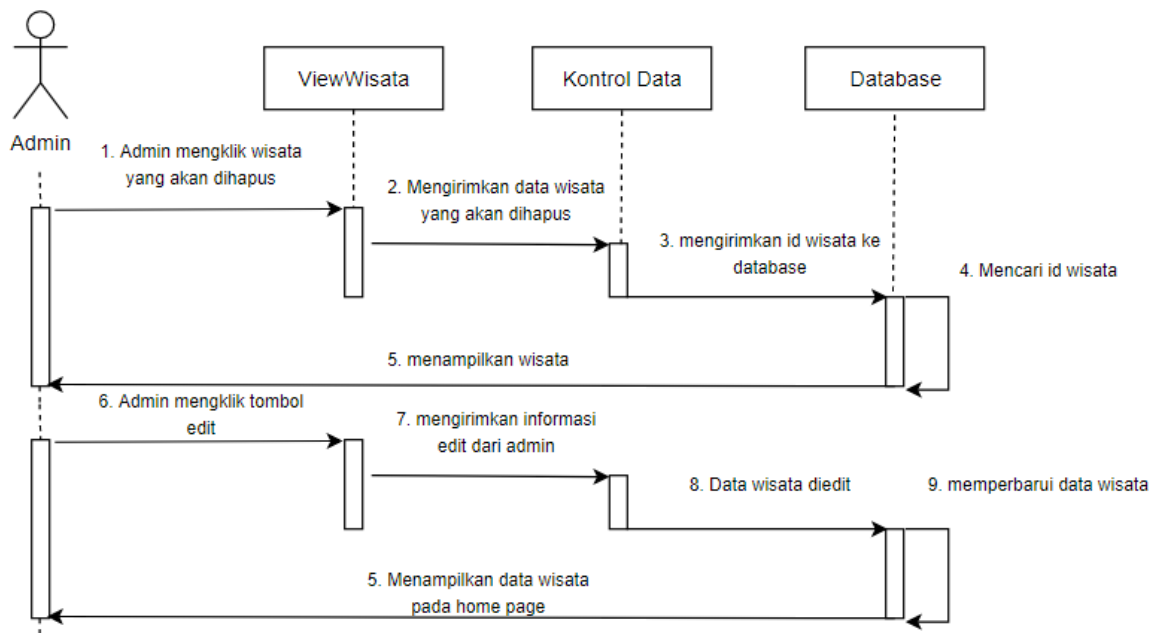 ViewWisata
Kontrol Data
Database
Admin
1. Admin mengklik wisata
yang akan dihapus
2. Mengirimkan data wisata
yang akan dihapus
3. mengirimkan id wisata ke
database
4. Mencari id wisata
5. menampilkan wisata
6. Admin mengklik tombol
edit
7. mengirimkan informasi
edit dari admin
8. Data wisata diedit
9. memperbarui data wisata
5. Menampilkan data wisata
pada home page